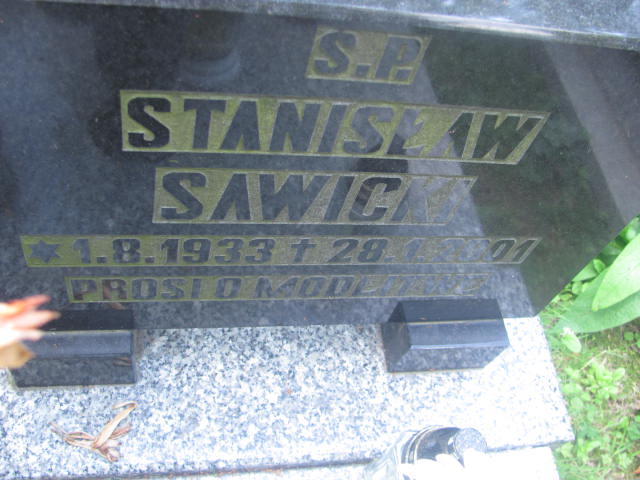 S.P.
STANISŁAW
SAWICKI
* 1.8.1933 † 28.1.2001
PROSI O MODLITWĘ